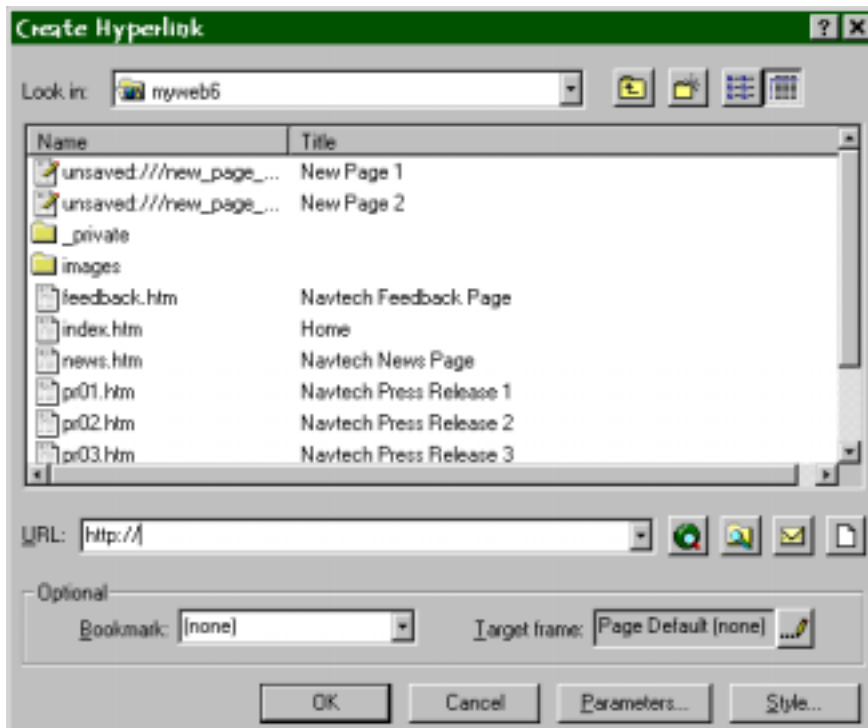 Create Hyperlink
Look in: myweb6
Name Title
unsaved:///new_page_... New Page 1
unsaved:///new_page_... New Page 2
_private
images
feedback.htm Navtech Feedback Page
index.htm Home
news.htm Navtech News Page
pr01.htm Navtech Press Release 1
pr02.htm Navtech Press Release 2
pr03.htm Navtech Press Release 3
URL: http://
Optional
Bookmark: (none) Target frame: Page Default (none)
OK Cancel Parameters... Style...